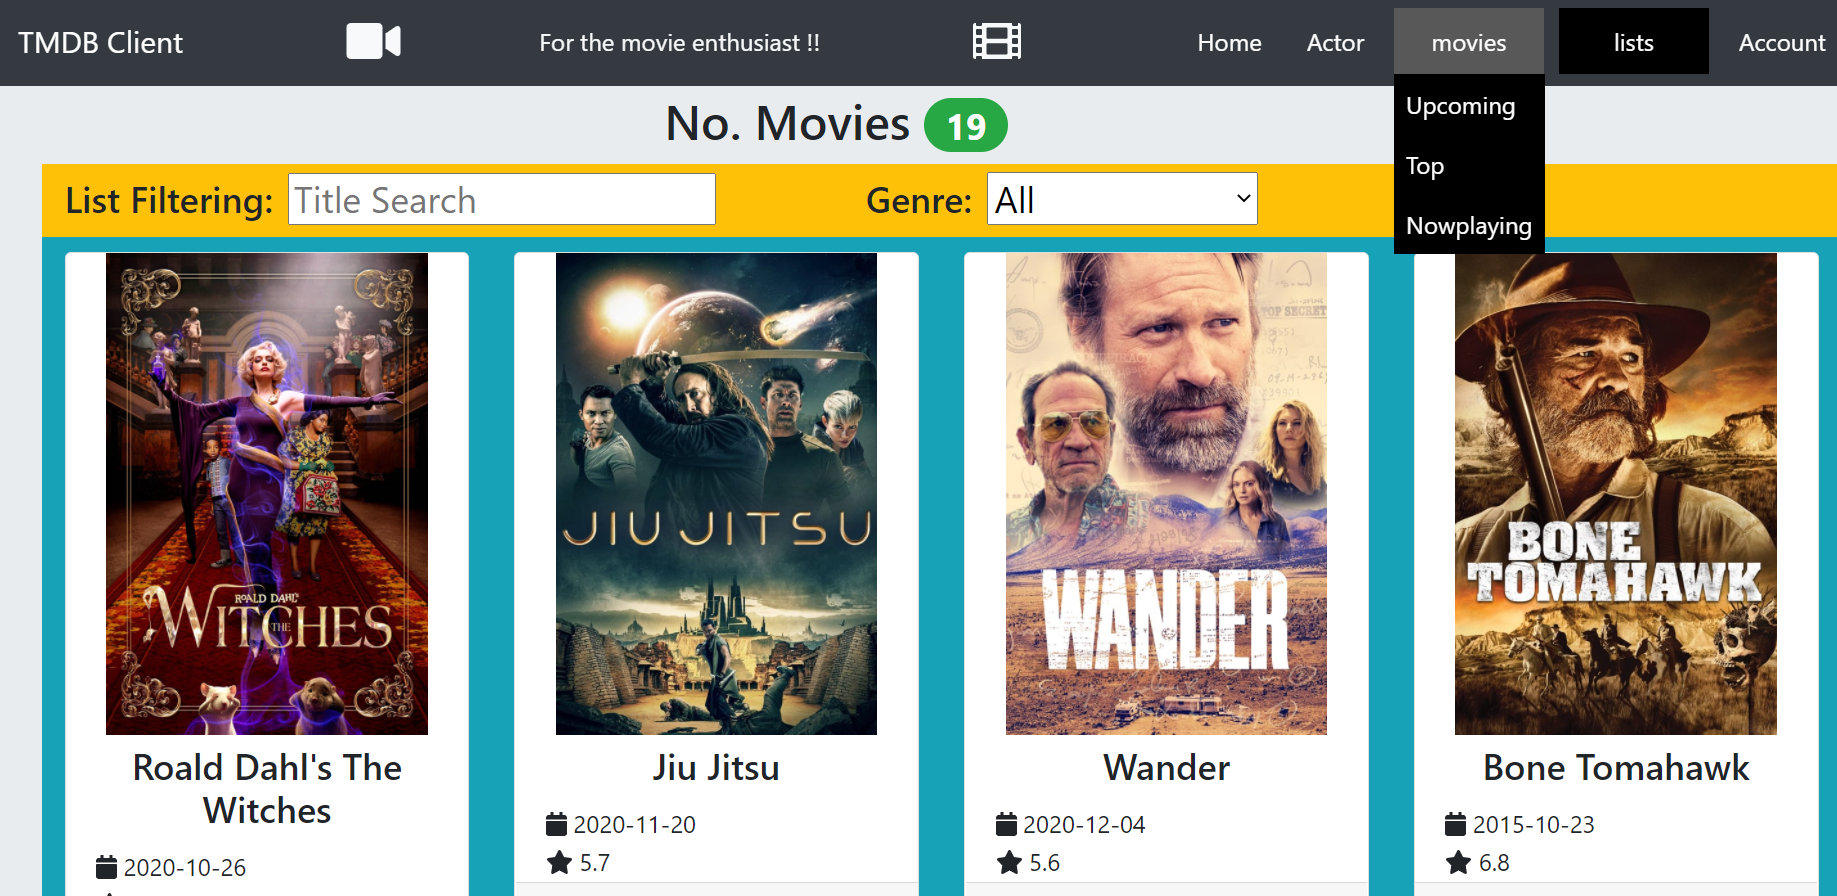 TMDB Client
For the movie enthusiast !!
Home
Actor
movies
lists
Account
Upcoming
Top
Nowplaying
No. Movies 19
List Filtering: Title Search
Genre: All
ROALD DAHL'S
THE
WITCHES
JIU JITSU
TOP SECRET
WANDER
BONE
TOMAHAWK
Roald Dahl's The
Witches
2020-10-26
Jiu Jitsu
2020-11-20
5.7
Wander
2020-12-04
5.6
Bone Tomahawk
2015-10-23
6.8